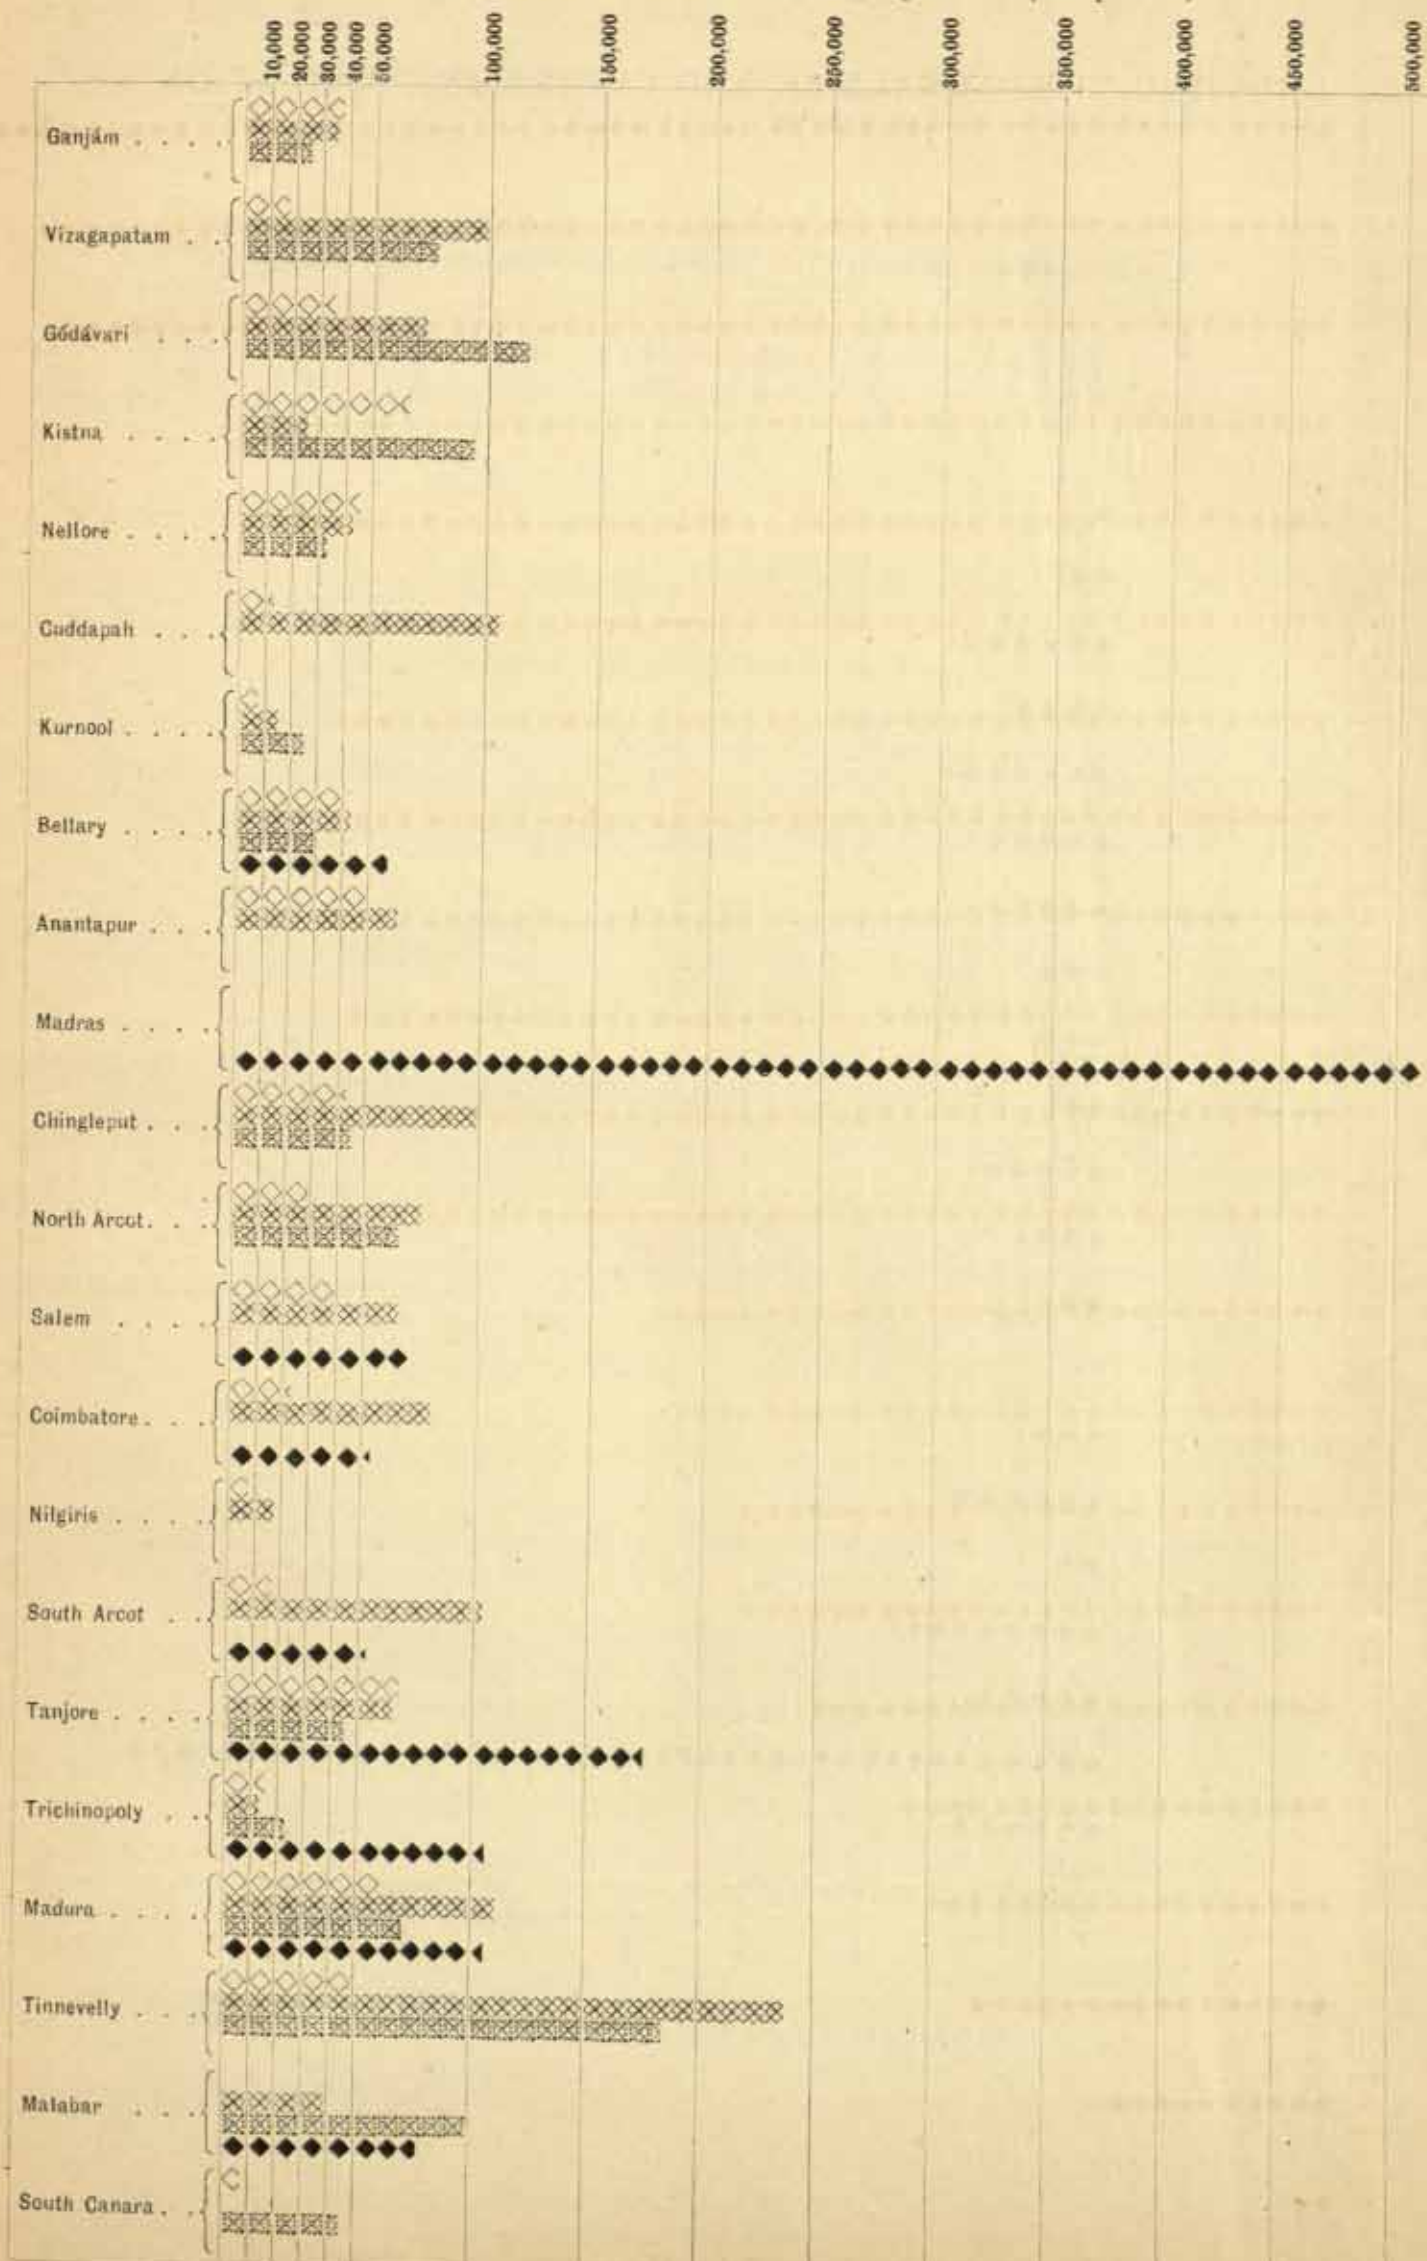 10,000 20,000 30,000 40,000 50,000 100,000 150,000 200,000 250,000 300,000 350,000 400,000 450,000 500,000
Ganjám . . . .
Vizagapatam . .
Gódávari . . .
Kistna . . . .
Nellore . . . .
Cuddapah . . .
Kurnool . . . .
Bellary . . . .
Anantapur . . .
Madras . . . .
Chingleput . . .
North Arcot . . .
Salem . . . .
Coimbatore . . .
Nilgiris . . . .
South Arcot . .
Tanjore . . . .
Trichinopoly . .
Madura . . . .
Tinnevelly . . .
Malabar . . .
South Canara . .